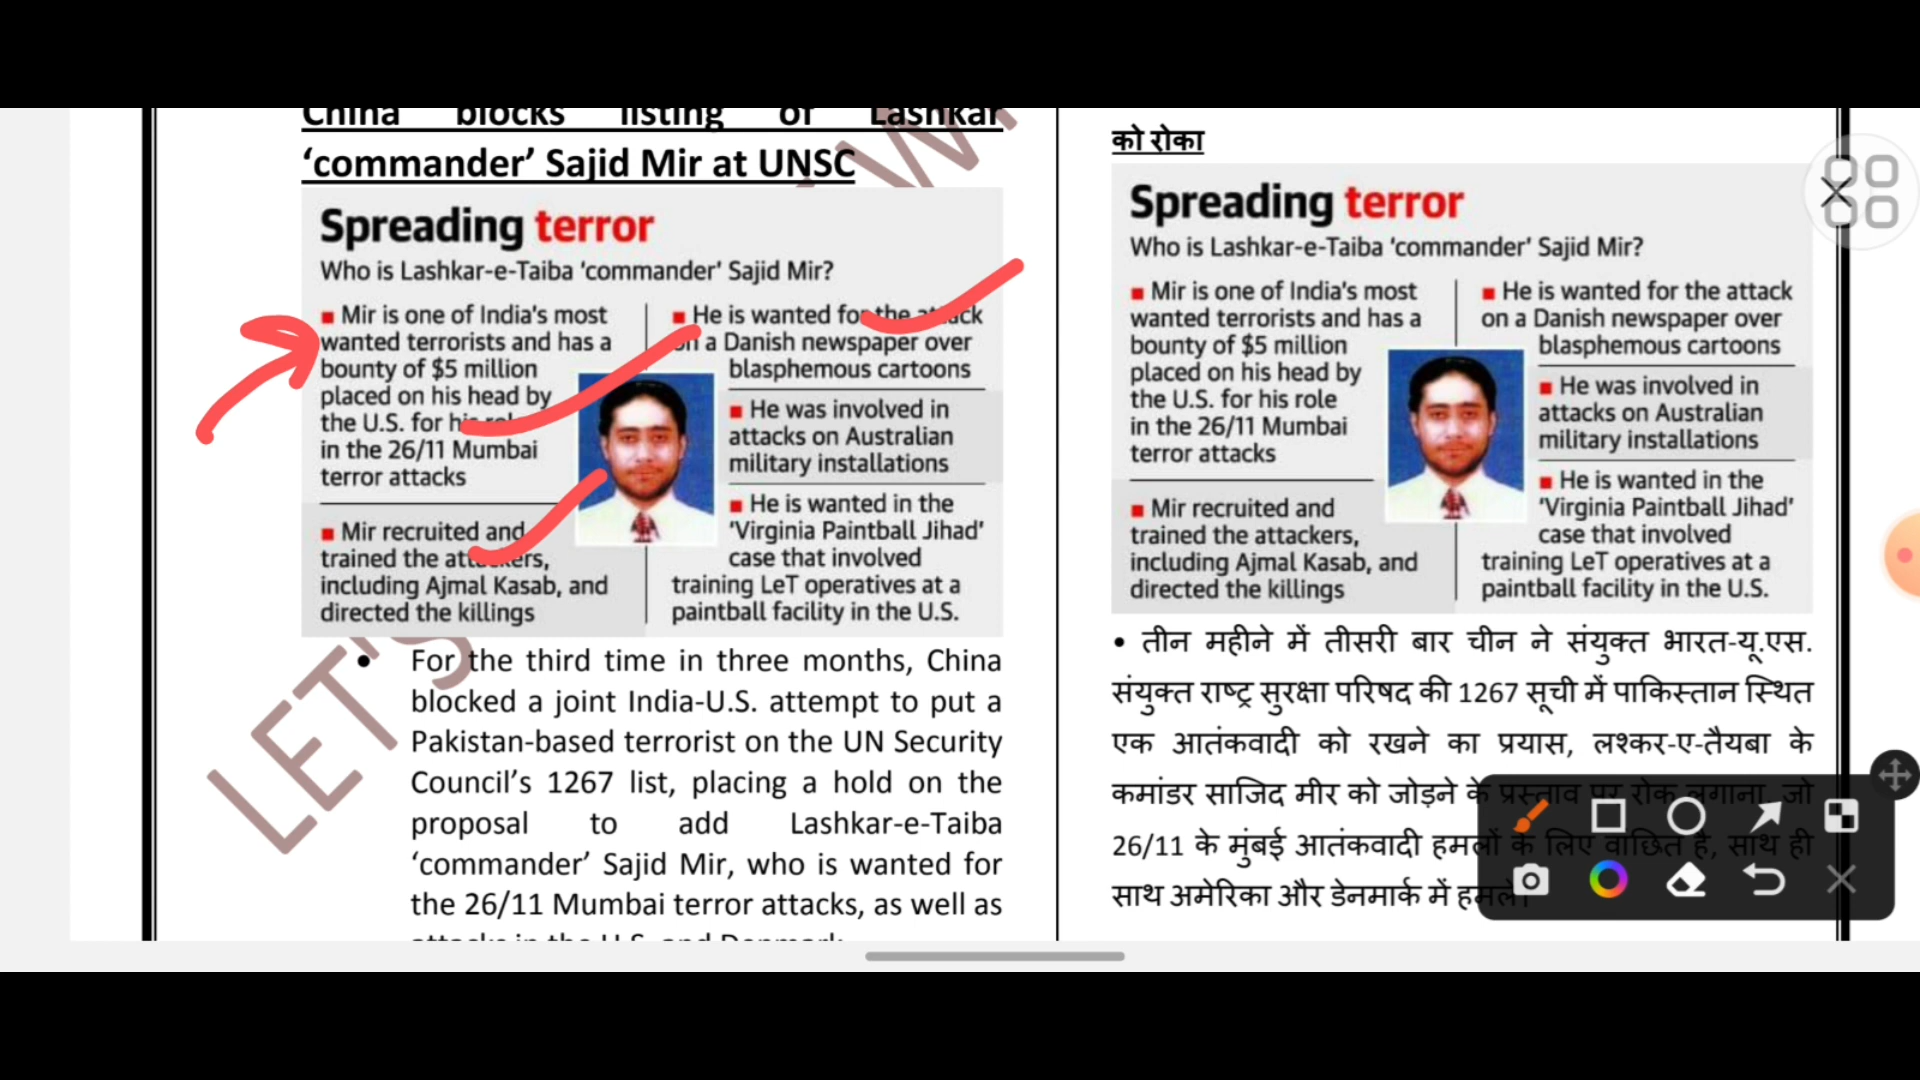 China blocks listing of Lashkar
‘commander’ Sajid Mir at UNSC
Spreading terror
Who is Lashkar-e-Taiba ‘commander’ Sajid Mir?
Mir is one of India's most
wanted terrorists and has a
bounty of $5 million
placed on his head by
the U.S. for his role
in the 26/11 Mumbai
terror attacks
Mir recruited and
trained the attackers,
including Ajmal Kasab, and
directed the killings
He is wanted for the attack
on a Danish newspaper over
blasphemous cartoons
He was involved in
attacks on Australian
military installations
He is wanted in the
‘Virginia Paintball Jihad’
case that involved
training LeT operatives at a
paintball facility in the U.S.
• For the third time in three months, China
blocked a joint India-U.S. attempt to put a
Pakistan-based terrorist on the UN Security
Council’s 1267 list, placing a hold on the
proposal to add Lashkar-e-Taiba
‘commander’ Sajid Mir, who is wanted for
the 26/11 Mumbai terror attacks, as well as
attacks in the U.S. and Denmark.
LET'S
को रोका
Spreading terror
Who is Lashkar-e-Taiba ‘commander’ Sajid Mir?
Mir is one of India's most
wanted terrorists and has a
bounty of $5 million
placed on his head by
the U.S. for his role
in the 26/11 Mumbai
terror attacks
Mir recruited and
trained the attackers,
including Ajmal Kasab, and
directed the killings
He is wanted for the attack
on a Danish newspaper over
blasphemous cartoons
He was involved in
attacks on Australian
military installations
He is wanted in the
‘Virginia Paintball Jihad’
case that involved
training LeT operatives at a
paintball facility in the U.S.
• तीन महीने में तीसरी बार चीन ने संयुक्त भारत-यू.एस.
संयुक्त राष्ट्र सुरक्षा परिषद की 1267 सूची में पाकिस्तान स्थित
एक आतंकवादी को रखने का प्रयास, लश्कर-ए-तैयबा के
कमांडर साजिद मीर को जोड़ने के प्रस्ताव पर रोक लगाना, जो
26/11 के मुंबई आतंकवादी हमलों के लिए वांछित है, साथ ही
साथ अमेरिका और डेनमार्क में हमले।